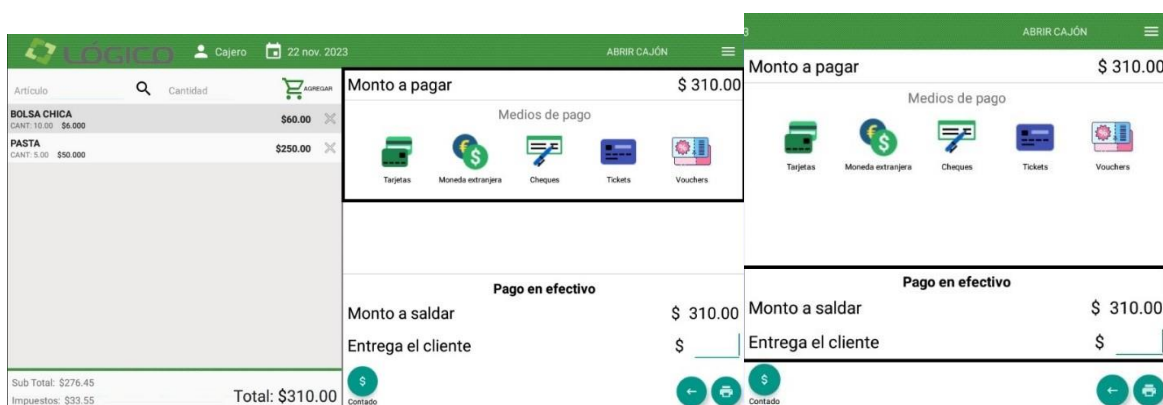 LÓGICO Cajero 22 nov. 2023 ABRIR CAJÓN
Artículo Cantidad AGREGAR
BOLSA CHICA
CANT: 10.00 $6.000 $60.00
PASTA
CANT: 5.00 $50.000 $250.00
Sub Total: $276.45
Impuestos: $33.55
Total: $310.00
Monto a pagar $ 310.00
Medios de pago
Tarjetas Moneda extranjera Cheques Tickets Vouchers
Pago en efectivo
Monto a saldar $ 310.00
Entrega el cliente $
Contado
3 ABRIR CAJÓN
Monto a pagar $ 310.00
Medios de pago
Tarjetas Moneda extranjera Cheques Tickets Vouchers
Pago en efectivo
Monto a saldar $ 310.00
Entrega el cliente $
Contado